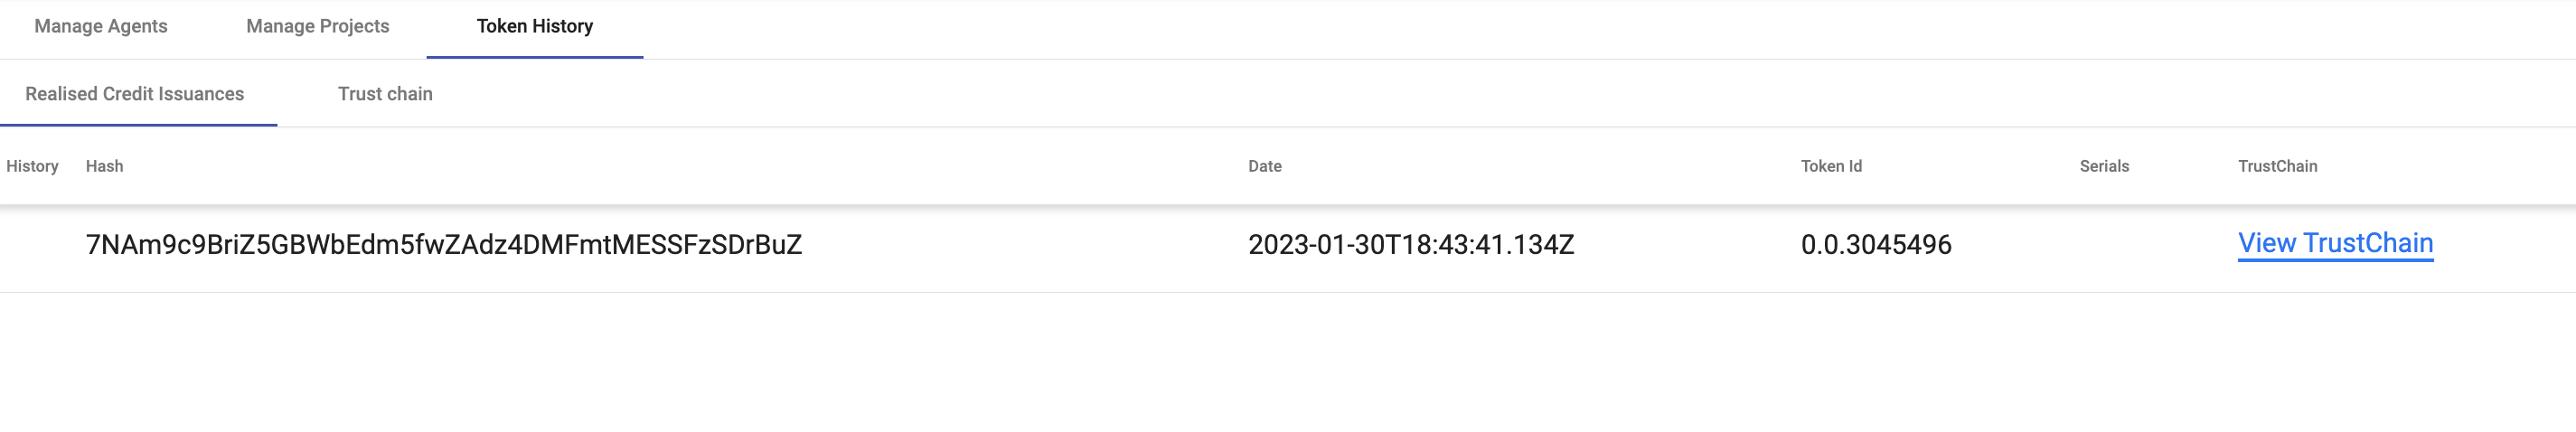 Manage Agents Manage Projects Token History
Realised Credit Issuances Trust chain
History Hash Date Token Id Serials TrustChain
7NAm9c9BriZ5GBWbEdm5fwZAdz4DMFmtMESSFzSDrBuZ 2023-01-30T18:43:41.134Z 0.0.3045496 View TrustChain